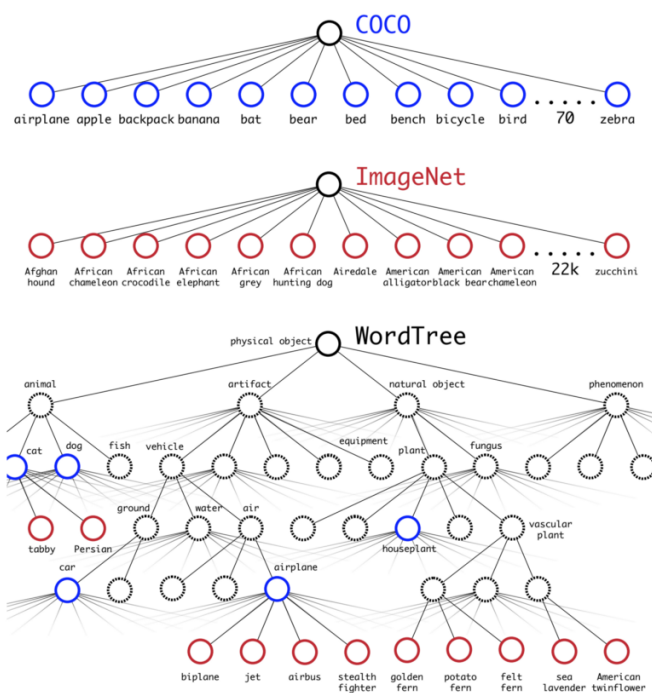 COCO
airplane apple backpack banana bat bear bed bench bicycle bird ..... 70 zebra
ImageNet
Afghan hound
African chameleon
African crocodile
African elephant
African grey
African hunting dog
Airedale
American alligator
American black bear
American chameleon
..... 22k
zucchini
WordTree
physical object
animal artifact natural object phenomenon
cat dog fish vehicle equipment plant fungus
tabby Persian ground water air houseplant vascular plant
car airplane
biplane jet airbus
stealth fighter
golden fern
potato fern
felt fern
sea lavender
American twinflower